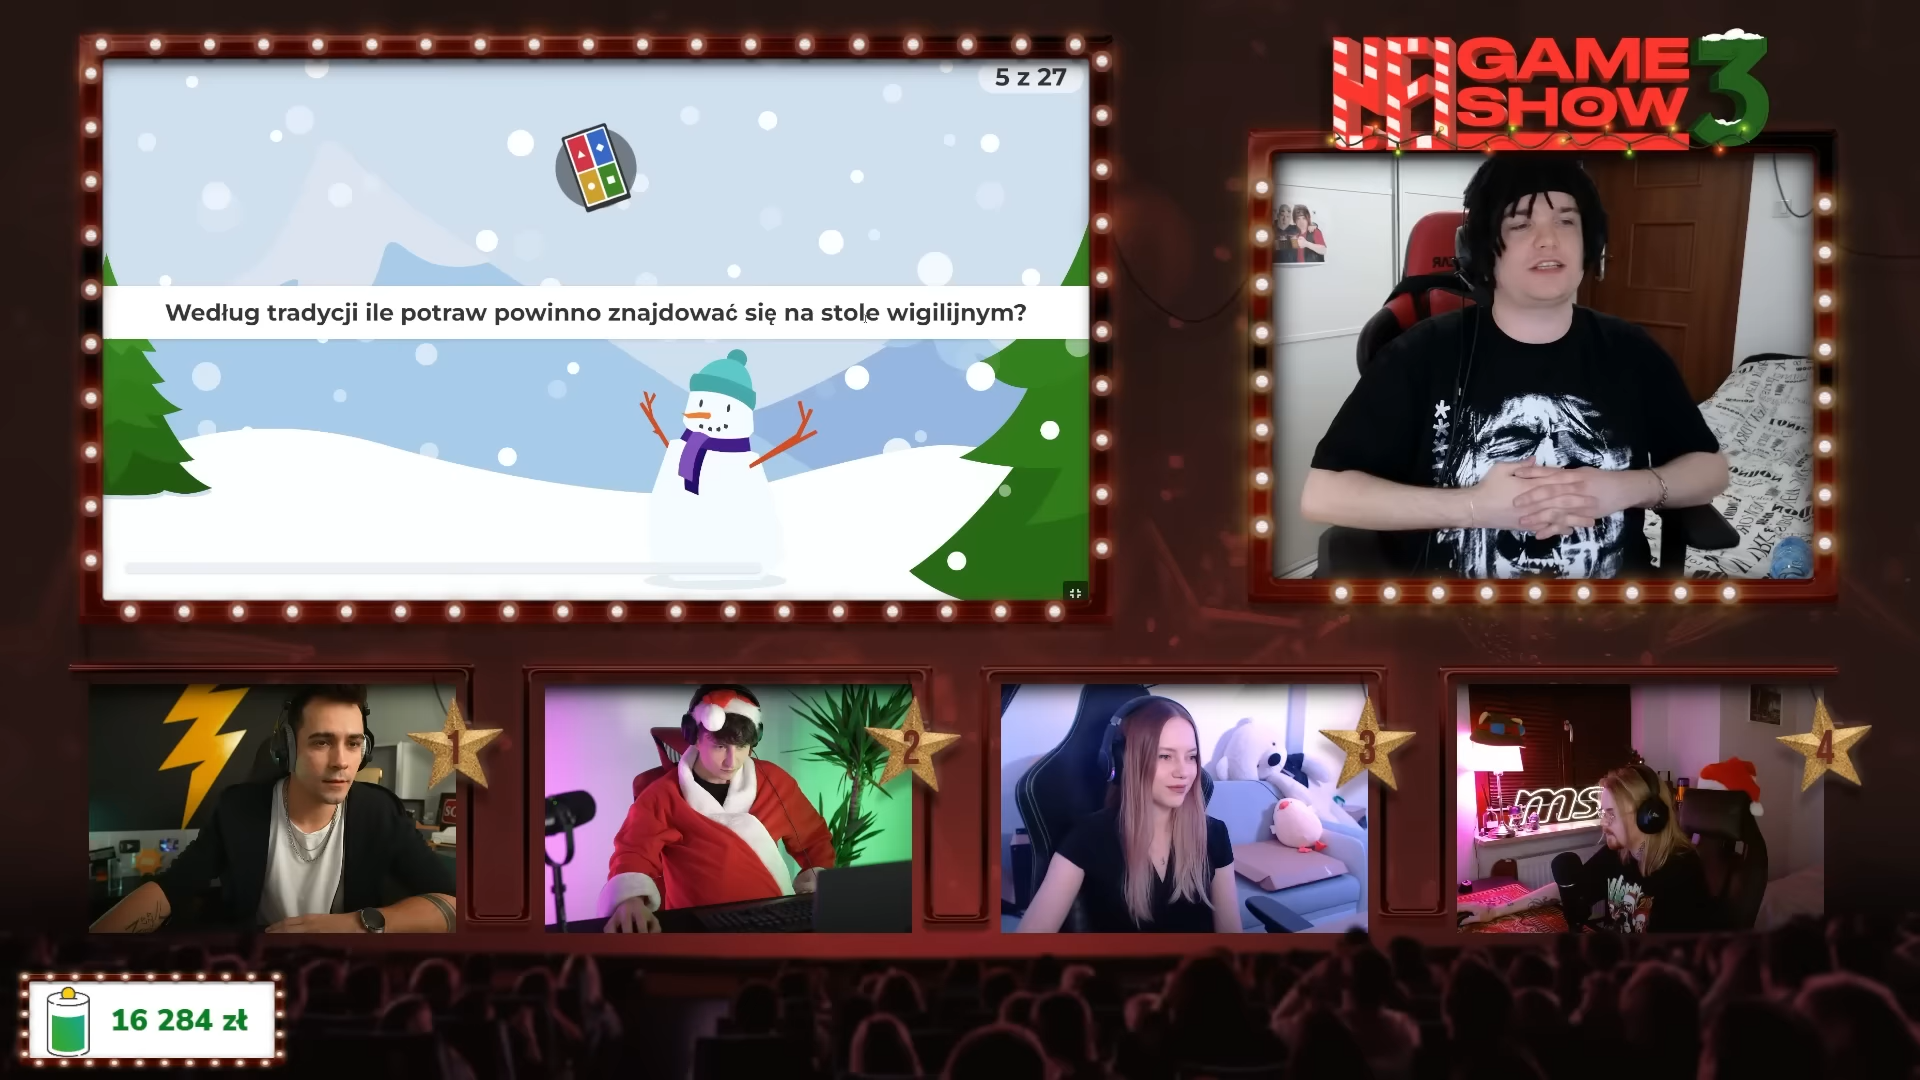 5 z 27
GAME
SHOW
3
Według tradycji ile potraw powinno znajdować się na stole wigilijnym?
1
2
3
4
16 284 zł